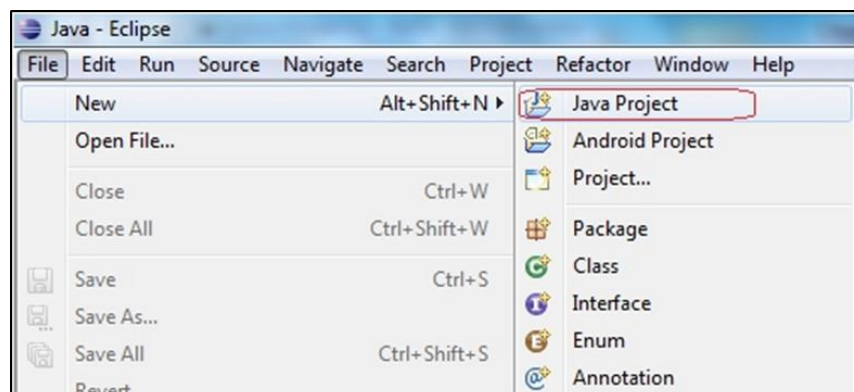 Java - Eclipse
File Edit Run Source Navigate Search Project Refactor Window Help
New Alt+Shift+N
Open File...
Close Ctrl+W
Close All Ctrl+Shift+W
Save Ctrl+S
Save As...
Save All Ctrl+Shift+S
Revert
Java Project
Android Project
Project...
Package
Class
Interface
Enum
Annotation